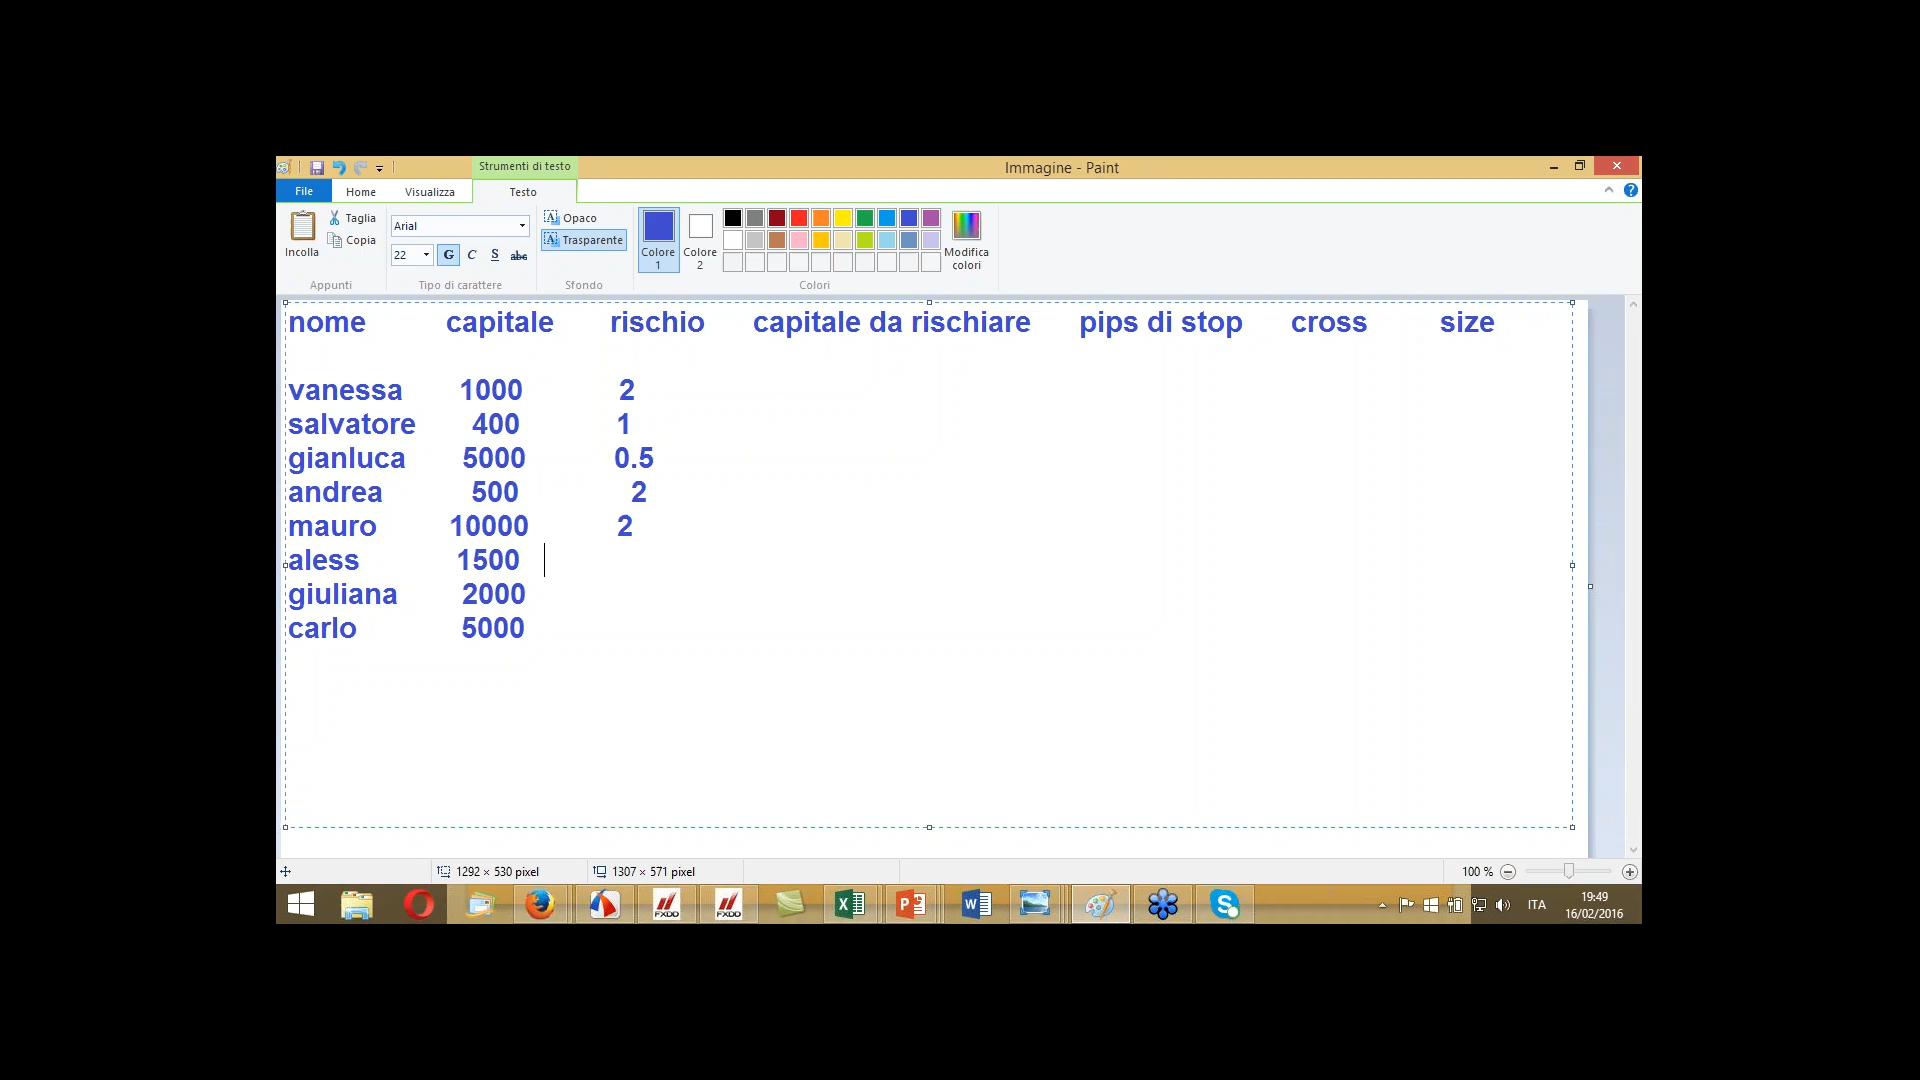 Strumenti di testo
Immagine - Paint
File Home Visualizza Testo
Incolla
Taglia
Copia
Appunti
Arial
22 G C S abc
Tipo di carattere
Opaco
Trasparente
Sfondo
Colore 1
Colore 2
Modifica colori
Colori
nome capitale rischio capitale da rischiare pips di stop cross size
vanessa 1000 2
salvatore 400 1
gianluca 5000 0.5
andrea 500 2
mauro 10000 2
aless 1500
giuliana 2000
carlo 5000
1292 × 530 pixel 1307 × 571 pixel 100 %
FXDD FXDD
ITA
19:49
16/02/2016